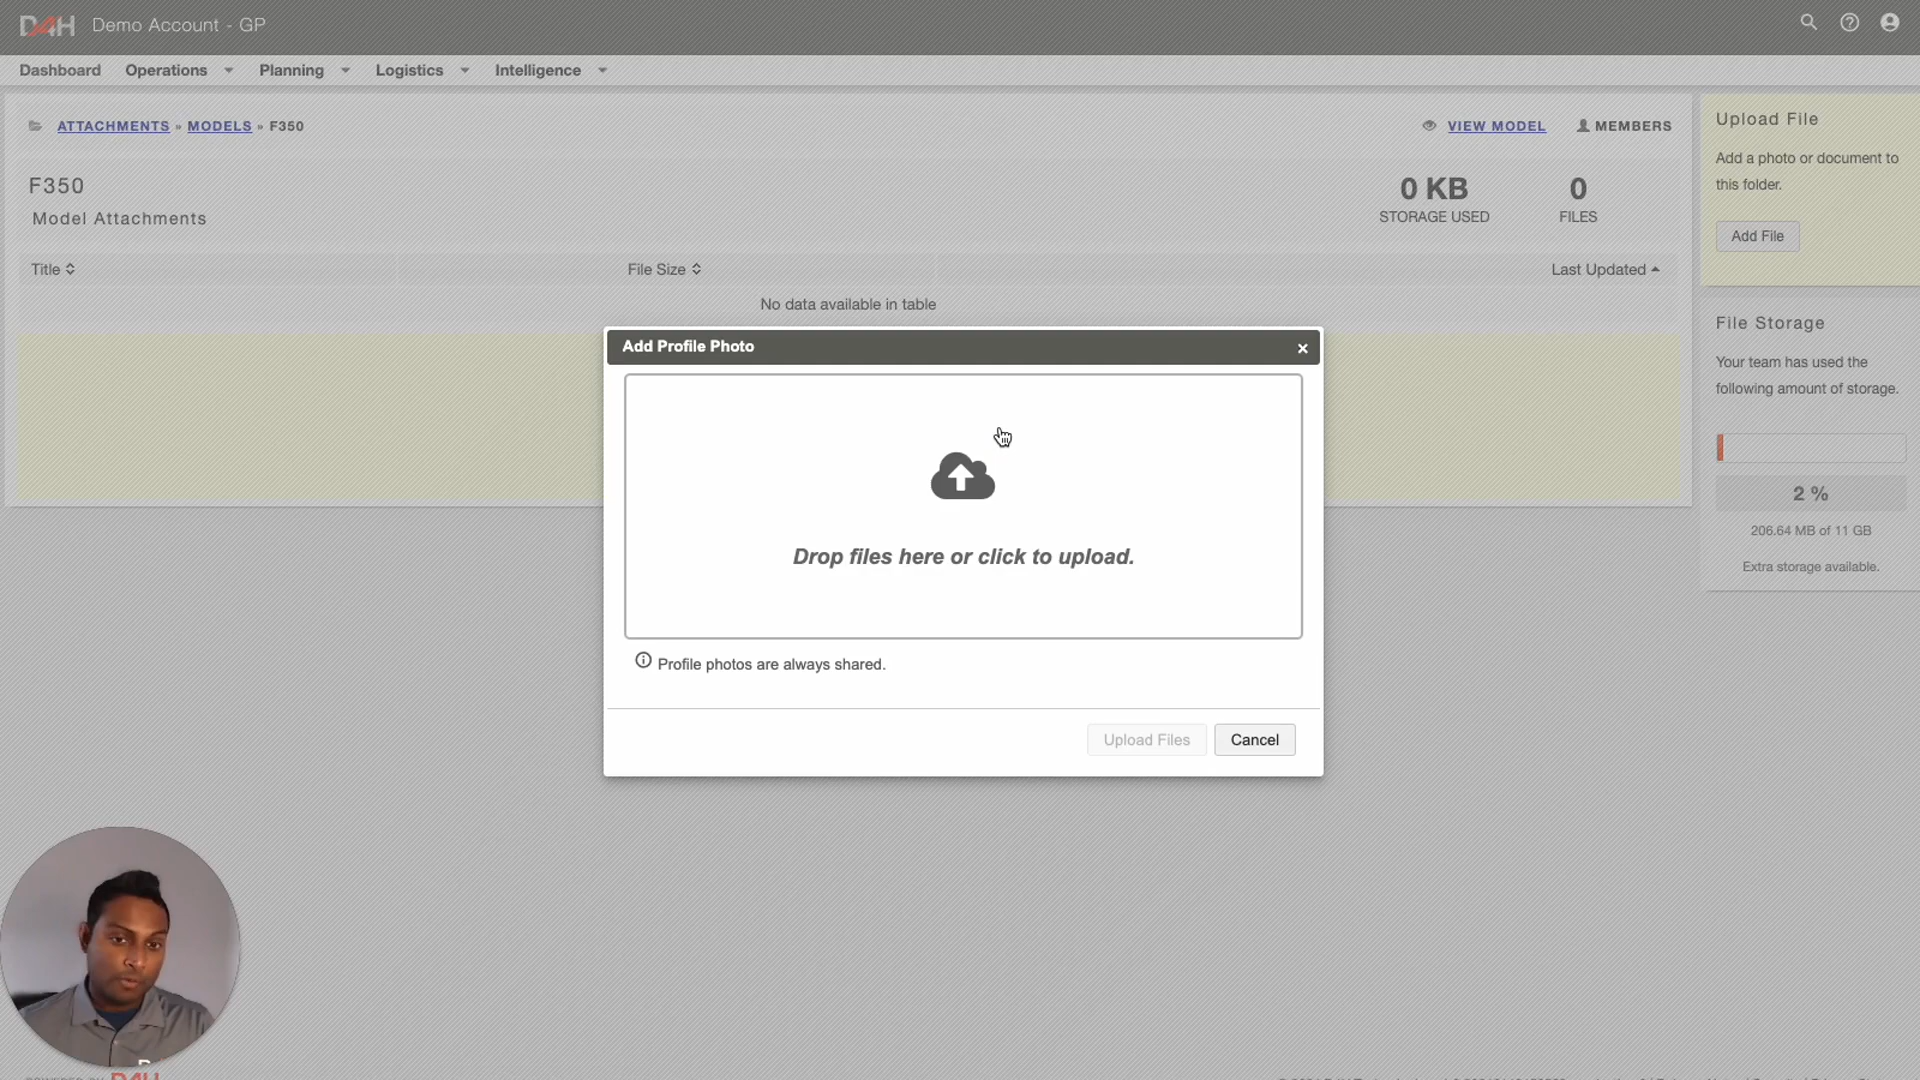 D4H Demo Account - GP
Dashboard Operations Planning Logistics Intelligence
ATTACHMENTS » MODELS » F350
VIEW MODEL MEMBERS
F350
Model Attachments
0 KB
STORAGE USED
0
FILES
Title File Size Last Updated
No data available in table
Upload File
Add a photo or document to
this folder.
Add File
File Storage
Your team has used the
following amount of storage.
2 %
206.64 MB of 11 GB
Extra storage available.
Add Profile Photo ×
Drop files here or click to upload.
Profile photos are always shared.
Upload Files Cancel
POWERED BY D4H